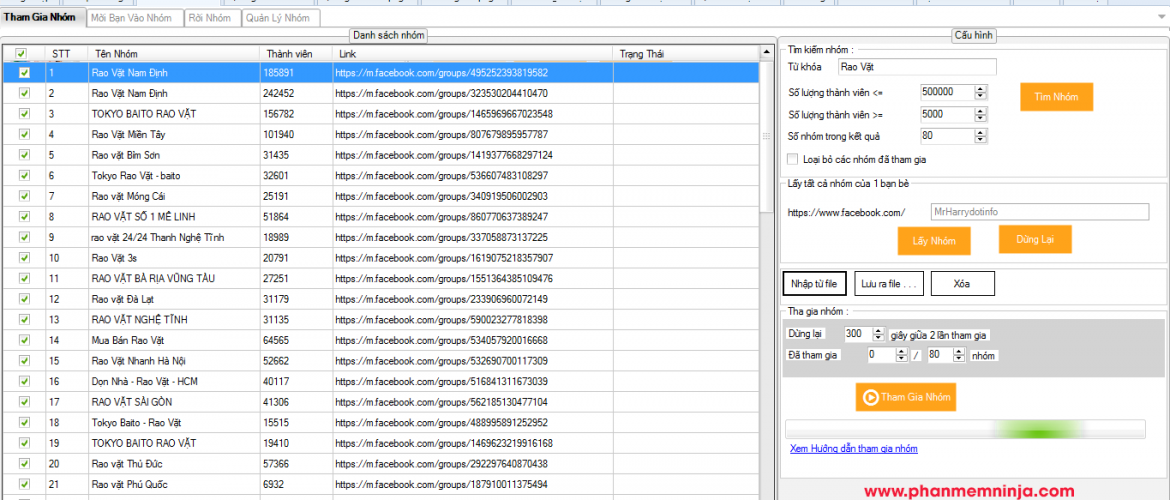 Tham Gia Nhóm Mời Bạn Vào Nhóm Rời Nhóm Quản Lý Nhóm
Danh sách nhóm
STT Tên Nhóm Thành viên Link Trạng Thái
1 Rao Vặt Nam Định 185891 https://m.facebook.com/groups/495252393819582
2 Rao Vặt Nam Định 242452 https://m.facebook.com/groups/323530204410470
3 TOKYO BAITO RAO VẶT 156782 https://m.facebook.com/groups/1465969667023548
4 Rao Vặt Miền Tây 101940 https://m.facebook.com/groups/807679895957787
5 Rao vặt Bỉm Sơn 31435 https://m.facebook.com/groups/1419377668297124
6 Tokyo Rao Vặt - baito 32601 https://m.facebook.com/groups/536607483108297
7 Rao vặt Móng Cái 25191 https://m.facebook.com/groups/340919506002903
8 RAO VẶT SỐ 1 MÊ LINH 51864 https://m.facebook.com/groups/860770637389247
9 rao vặt 24/24 Thanh Nghệ Tĩnh 18989 https://m.facebook.com/groups/337058873137225
10 Rao Vặt 3s 20791 https://m.facebook.com/groups/1619075218357907
11 RAO VẶT BÀ RỊA VŨNG TÀU 27251 https://m.facebook.com/groups/1551364385109476
12 Rao vặt Đà Lạt 31179 https://m.facebook.com/groups/233906960072149
13 RAO VẶT NGHỆ TĨNH 31135 https://m.facebook.com/groups/590023277818398
14 Mua Bán Rao Vặt 64565 https://m.facebook.com/groups/534057920016668
15 Rao Vặt Nhanh Hà Nội 52662 https://m.facebook.com/groups/532690700117309
16 Dọn Nhà - Rao Vặt - HCM 40117 https://m.facebook.com/groups/516841311673039
17 RAO VẶT SÀI GÒN 41306 https://m.facebook.com/groups/562185130477104
18 Tokyo Baito - Rao Vặt 15515 https://m.facebook.com/groups/488995891252952
19 TOKYO BAITO RAO VẶT 19410 https://m.facebook.com/groups/1469623219916168
20 Rao vặt Thủ Đức 57366 https://m.facebook.com/groups/292297640870438
21 Rao vặt Phú Quốc 6932 https://m.facebook.com/groups/187910011375494
Cấu hình
Tìm kiếm nhóm :
Từ khóa Rao Vặt
Số lượng thành viên <= 500000
Tìm Nhóm
Số lượng thành viên >= 5000
Số nhóm trong kết quả 80
Loại bỏ các nhóm đã tham gia
Lấy tất cả nhóm của 1 bạn bè
https://www.facebook.com/ MrHarrydotinfo
Lấy Nhóm Dừng Lại
Nhập từ file Lưu ra file . . . Xóa
Tha gia nhóm :
Dừng lại 300 giây giữa 2 lần tham gia
Đã tham gia 0 / 80 nhóm
Tham Gia Nhóm
Xem Hướng dẫn tham gia nhóm
www.phanmemninja.com